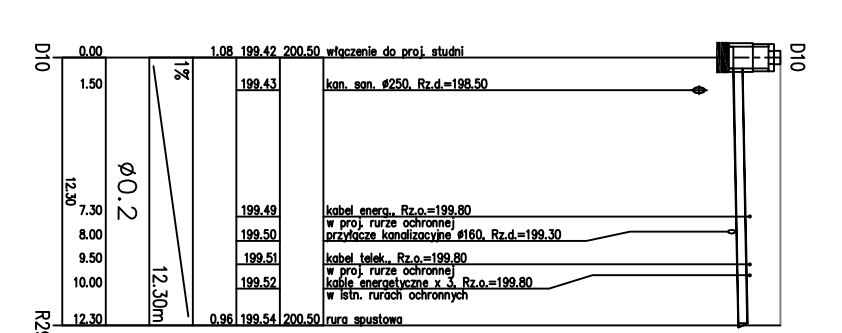 D10 0.00 1.08 199.42 200.50 włączenie do proj. studni D10
1%
1.50 199.43 kan. san. ø250, Rz.d.=198.50
ø0.2
12.30
7.30 199.49 kabel energ., Rz.o.=199.80
w proj. rurze ochronnej
8.00 199.50 przyłącze kanalizacyjne ø160, Rz.d.=199.30
9.50 199.51 kabel telek., Rz.o.=199.80
w proj. rurze ochronnej
10.00 199.52 kable energetyczne x 3, Rz.o.=199.80
w istn. rurach ochronnych
12.30m
12.30 0.96 199.54 200.50 rura spustowa